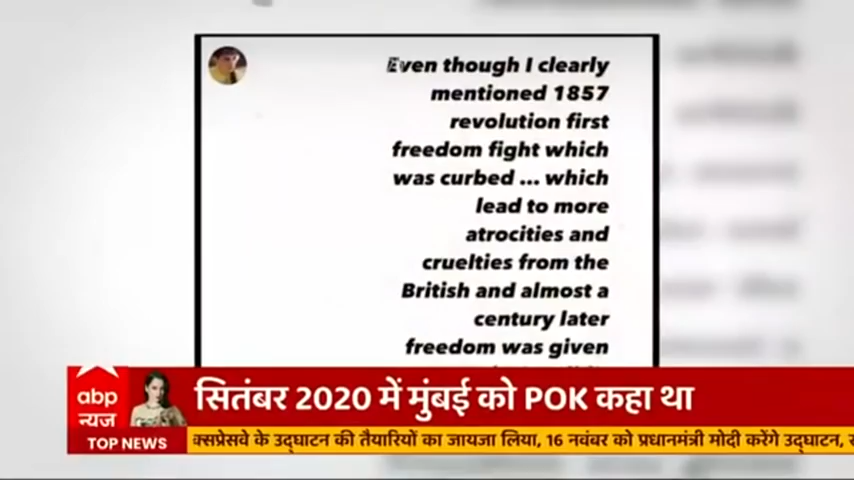 Even though I clearly
mentioned 1857
revolution first
freedom fight which
was curbed ... which
lead to more
atrocities and
cruelties from the
British and almost a
century later
freedom was given
abp
न्यूज़
TOP NEWS
सितंबर 2020 में मुंबई को POK कहा था
क्सप्रेसवे के उद्घाटन की तैयारियों का जायजा लिया, 16 नवंबर को प्रधानमंत्री मोदी करेंगे उद्घाटन,